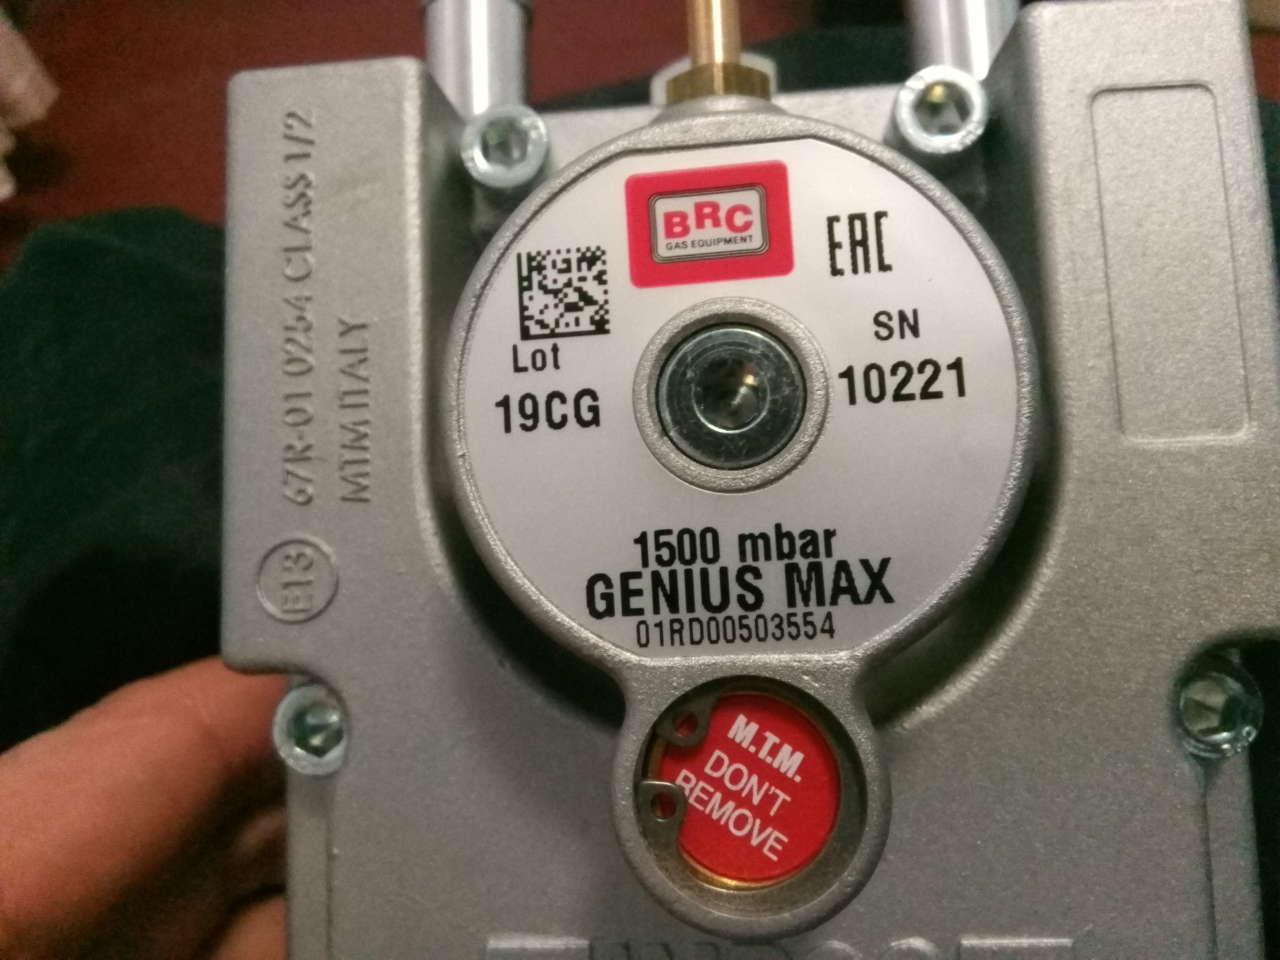 67R-01 0254 CLASS 1/2
MTM ITALY
E13
BRC
GAS EQUIPMENT
EAC
Lot
19CG
SN
10221
1500 mbar
GENIUS MAX
01RD00503554
M.T.M.
DON'T
REMOVE